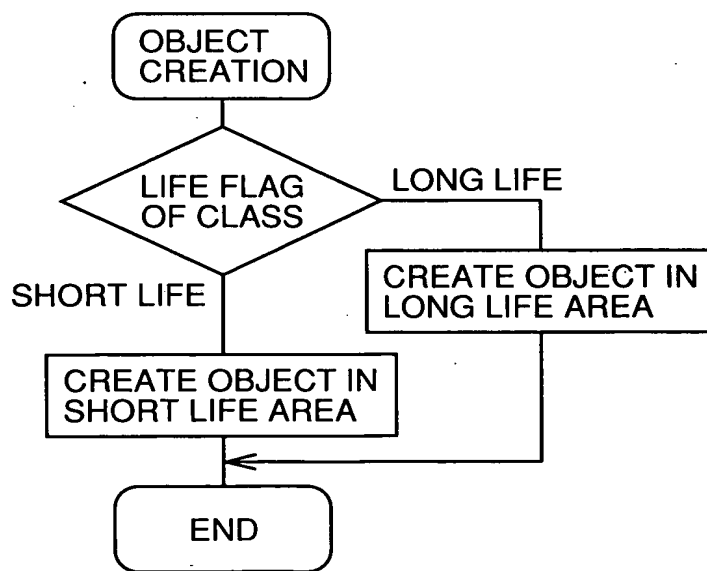 OBJECT
CREATION
LIFE FLAG
OF CLASS
LONG LIFE
CREATE OBJECT IN
LONG LIFE AREA
SHORT LIFE
CREATE OBJECT IN
SHORT LIFE AREA
END